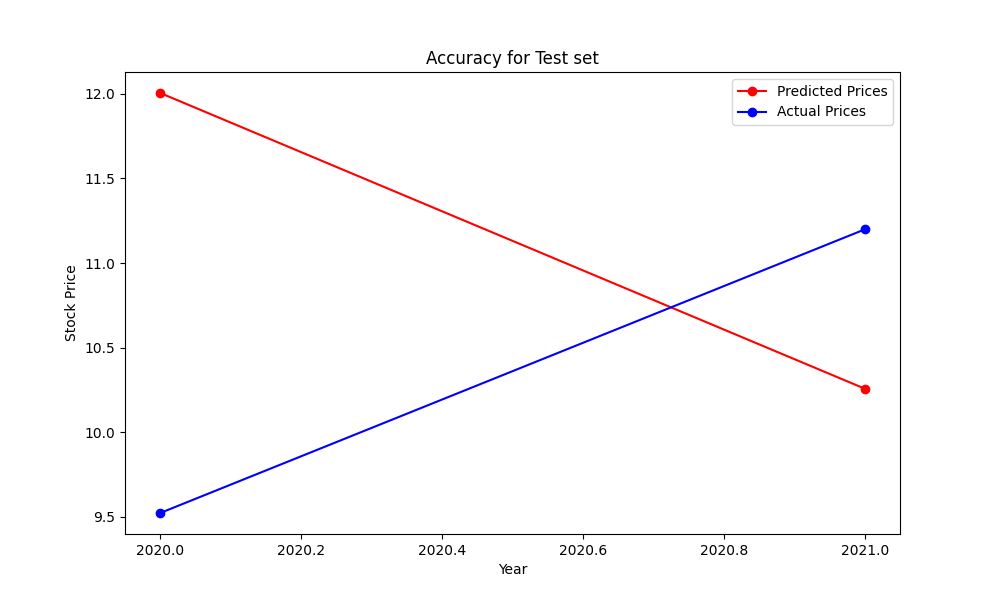 Accuracy for Test set
Predicted Prices
Actual Prices
12.0
11.5
11.0
10.5
10.0
9.5
Stock Price
2020.0
2020.2
2020.4
2020.6
2020.8
2021.0
Year